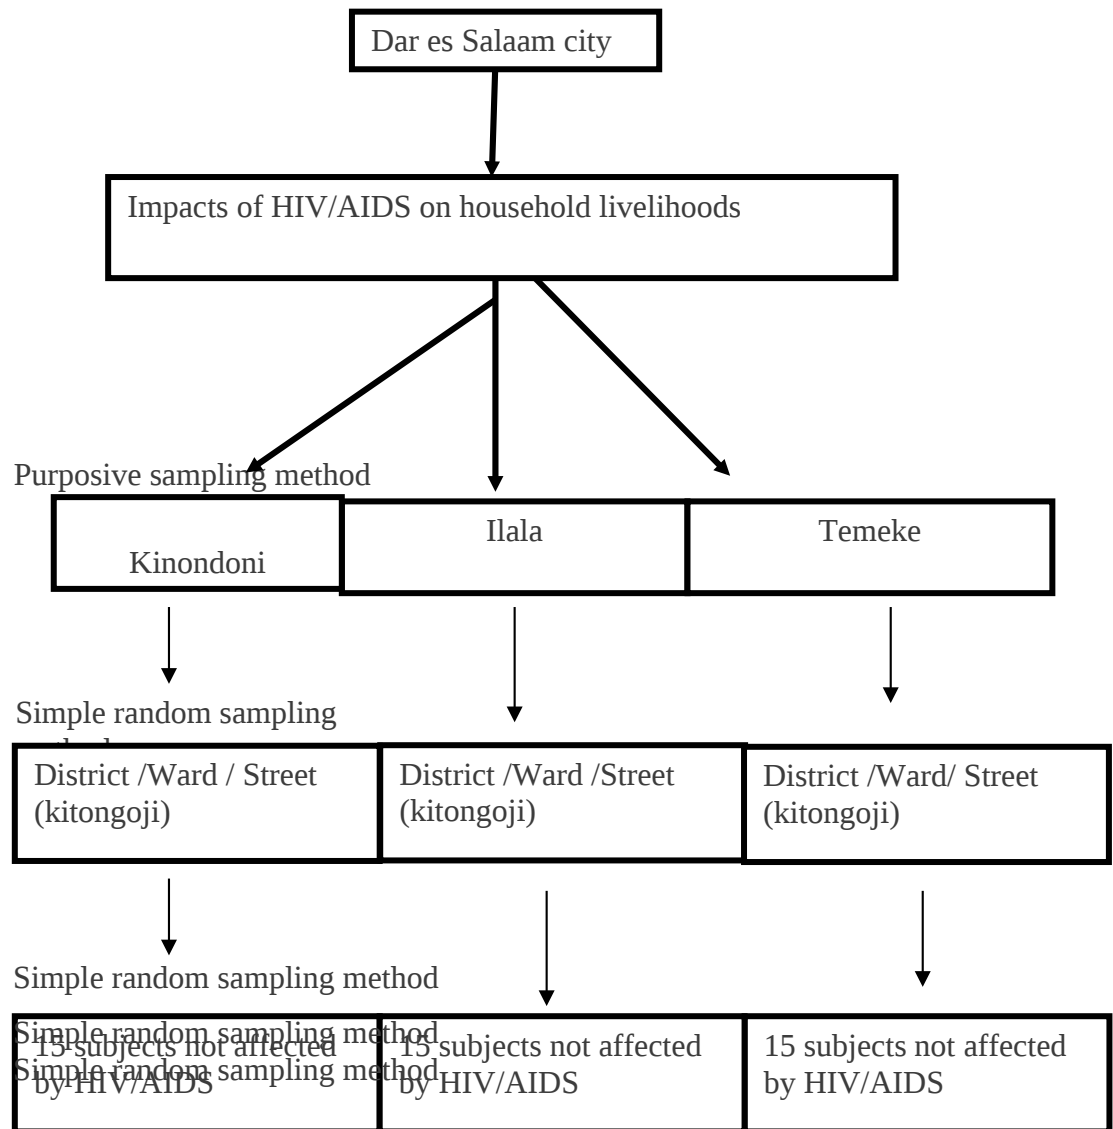 Dar es Salaam city
Impacts of HIV/AIDS on household livelihoods
Purposive sampling method
Kinondoni
Ilala
Temeke
Simple random sampling
District /Ward / Street
(kitongoji)
District /Ward /Street
(kitongoji)
District /Ward/ Street
(kitongoji)
Simple random sampling method
Simple random sampling method
15 subjects not affected
Simple random sampling method
by HIV/AIDS
15 subjects not affected
by HIV/AIDS
15 subjects not affected
by HIV/AIDS